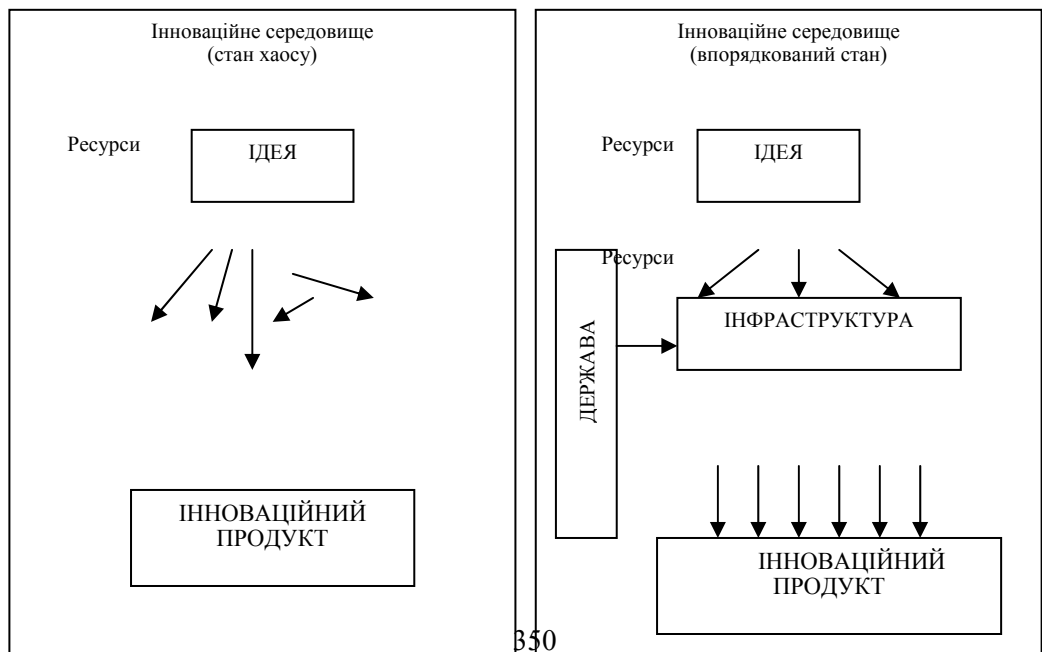 Інноваційне середовище
(стан хаосу)
Ресурси
ІДЕЯ
ІННОВАЦІЙНИЙ
ПРОДУКТ
Інноваційне середовище
(впорядкований стан)
Ресурси
ІДЕЯ
Ресурси
ІНФРАСТРУКТУРА
ДЕРЖАВА
ІННОВАЦІЙНИЙ
ПРОДУКТ
350